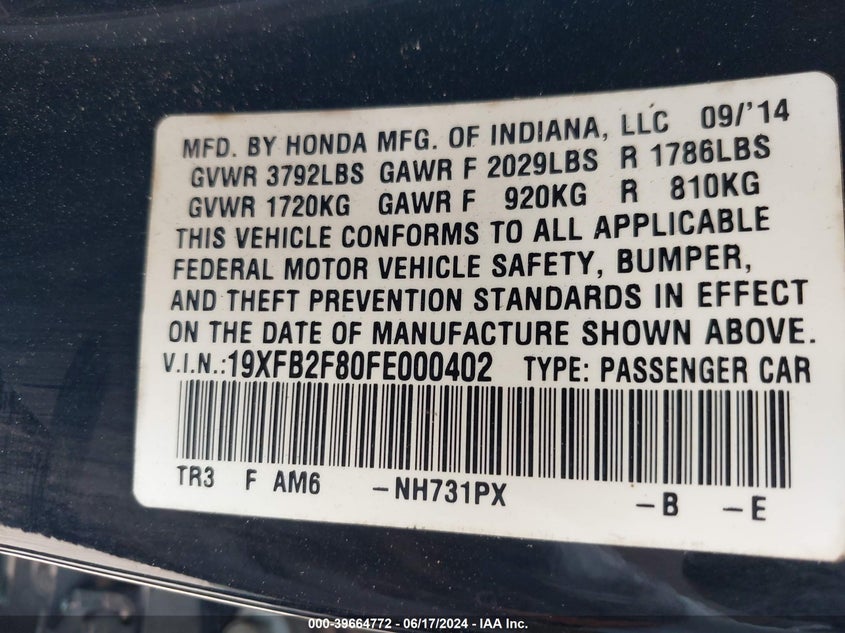 MFD. BY HONDA MFG. OF INDIANA, LLC 09/'14
GVWR 3792LBS GAWR F 2029LBS R 1786LBS
GVWR 1720KG GAWR F 920KG R 810KG
THIS VEHICLE CONFORMS TO ALL APPLICABLE
FEDERAL MOTOR VEHICLE SAFETY, BUMPER,
AND THEFT PREVENTION STANDARDS IN EFFECT
ON THE DATE OF MANUFACTURE SHOWN ABOVE.
V.I.N.:19XFB2F80FE000402 TYPE: PASSENGER CAR
TR3 F AM6 -NH731PX -B -E
000-39664772 - 06/17/2024 - IAA Inc.